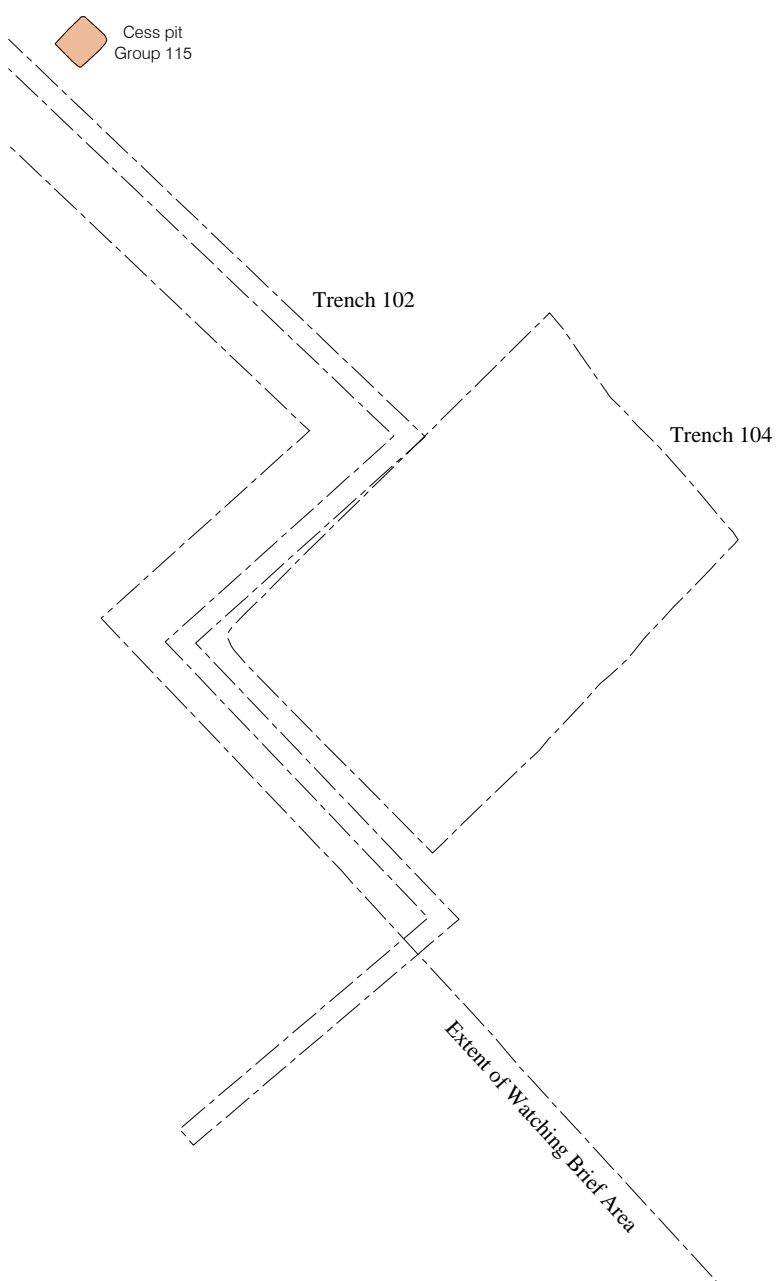 Cess pit
Group 115
Trench 102
Trench 104
Extent of Watching Brief Area